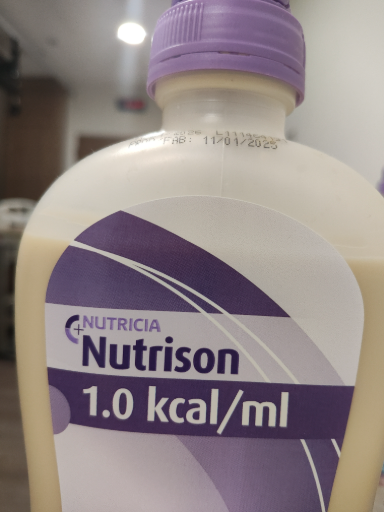 FAB: 11/01/2025
NUTRICIA
Nutrison
1.0 kcal/ml